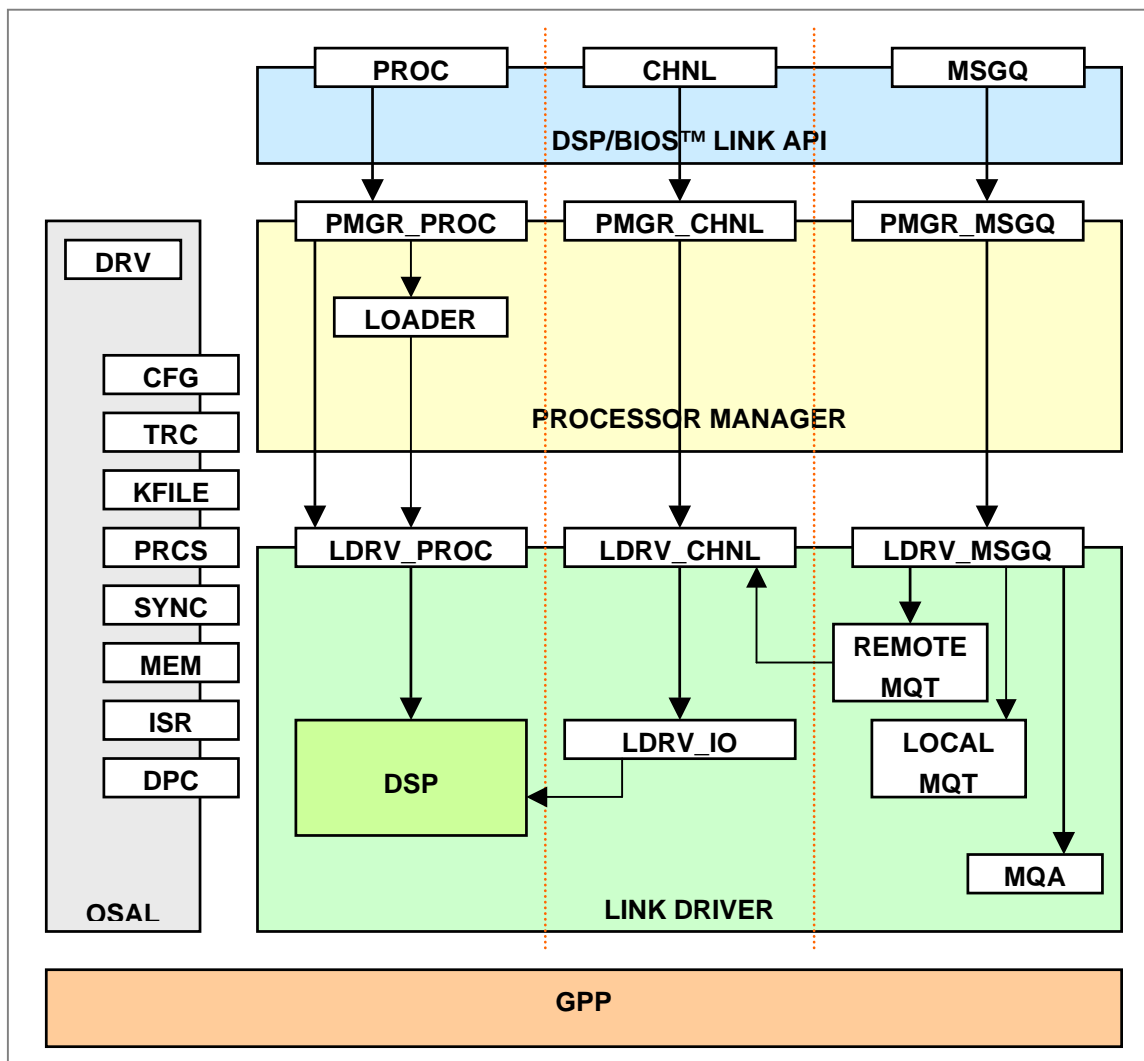 PROC CHNL MSGQ
DSP/BIOS™ LINK API
PMGR_PROC PMGR_CHNL PMGR_MSGQ
DRV
LOADER
CFG
TRC
PROCESSOR MANAGER
KFILE
PRCS
LDRV_PROC LDRV_CHNL LDRV_MSGQ
SYNC
MEM
REMOTE
MQT
ISR
LDRV_IO
LOCAL
MQT
DSP
DPC
MQA
OSAL
LINK DRIVER
GPP